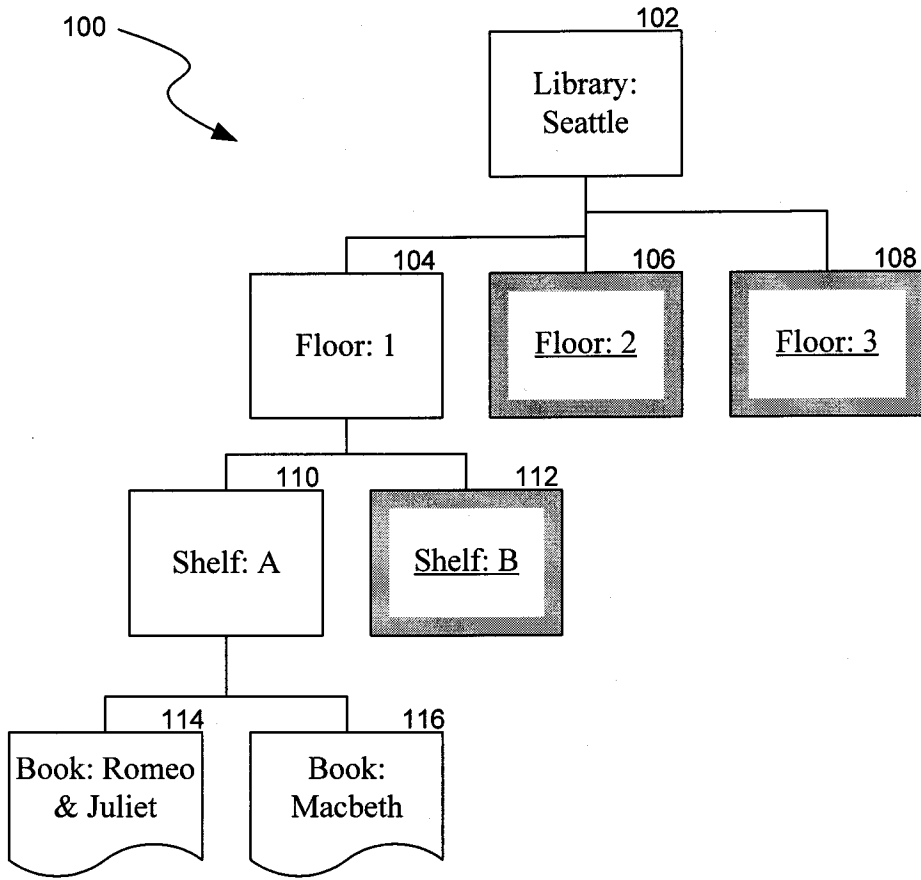 100
102
Library:
Seattle
104
106
108
Floor: 1
Floor: 2
Floor: 3
110
112
Shelf: A
Shelf: B
114
116
Book: Romeo
& Juliet
Book:
Macbeth